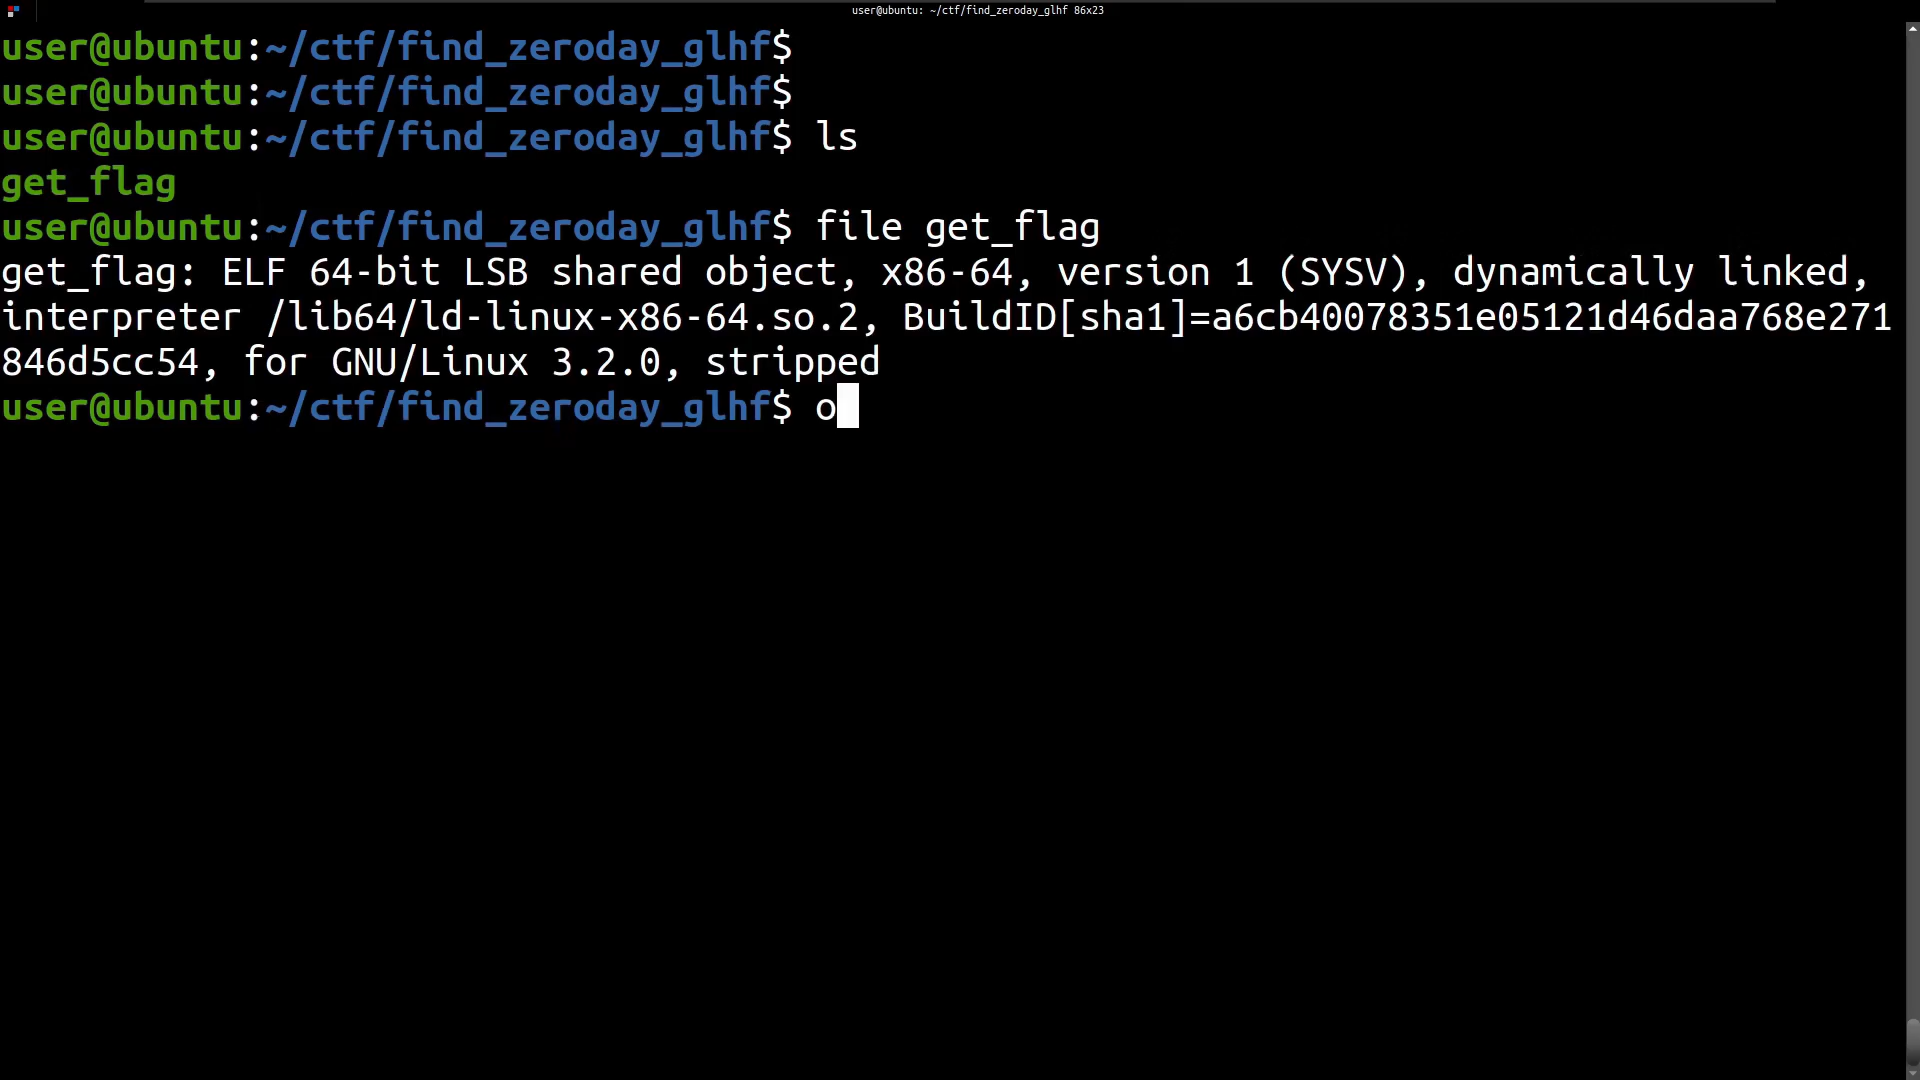 user@ubuntu: ~/ctf/find_zeroday_glhf 86x23
user@ubuntu:~/ctf/find_zeroday_glhf$
user@ubuntu:~/ctf/find_zeroday_glhf$
user@ubuntu:~/ctf/find_zeroday_glhf$ ls
get_flag
user@ubuntu:~/ctf/find_zeroday_glhf$ file get_flag
get_flag: ELF 64-bit LSB shared object, x86-64, version 1 (SYSV), dynamically linked,
interpreter /lib64/ld-linux-x86-64.so.2, BuildID[sha1]=a6cb40078351e05121d46daa768e271
846d5cc54, for GNU/Linux 3.2.0, stripped
user@ubuntu:~/ctf/find_zeroday_glhf$ o